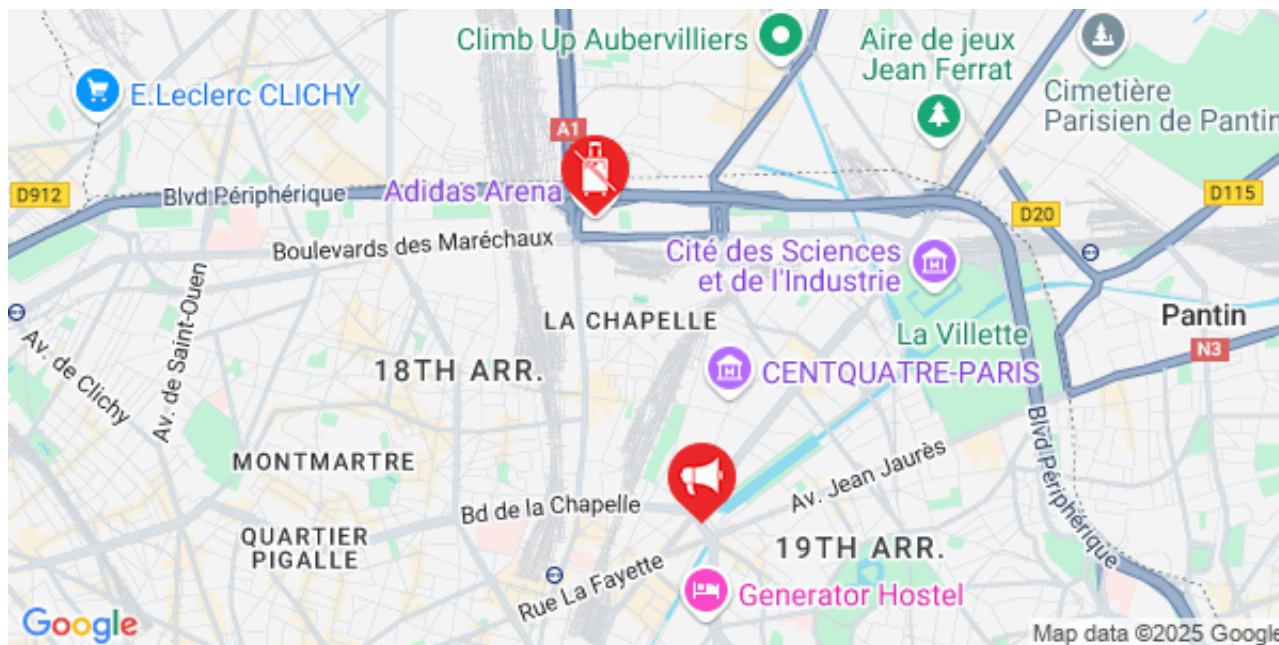 Climb Up Aubervilliers
Aire de jeux
Jean Ferrat
E.Leclerc CLICHY
Cimetière
Parisien de Pantin
A1
D912
Blvd Périphérique
Adidas Arena
D115
D20
Boulevards des Maréchaux
Cité des Sciences
et de l'Industrie
Av. de Saint-Ouen
LA CHAPELLE
La Villette
Pantin
N3
Av. de Clichy
18TH ARR.
CENTQUATRE-PARIS
Blvd Périphérique
MONTMARTRE
Av. Jean Jaurès
Bd de la Chapelle
QUARTIER
PIGALLE
19TH ARR.
Rue La Fayette
Generator Hostel
Google
Map data ©2025 Google